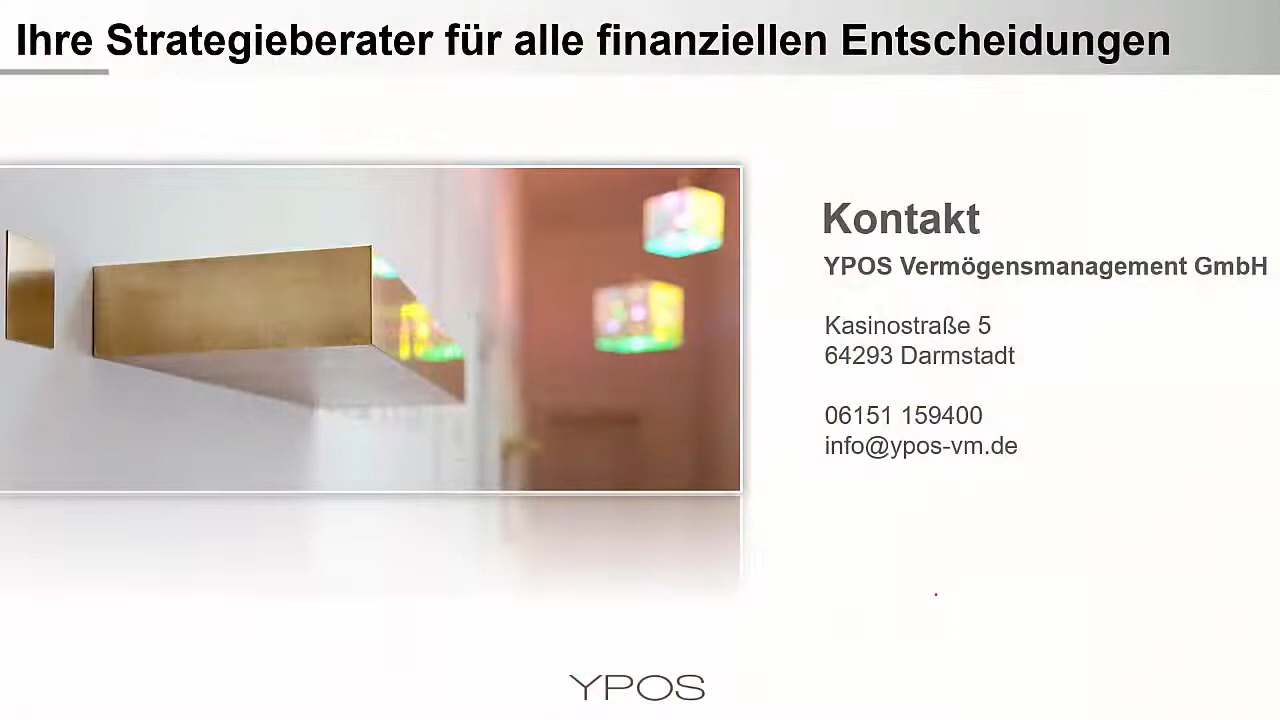 Ihre Strategieberater für alle finanziellen Entscheidungen
Kontakt
YPOS Vermögensmanagement GmbH
Kasinostraße 5
64293 Darmstadt
06151 159400
info@ypos-vm.de
YPOS